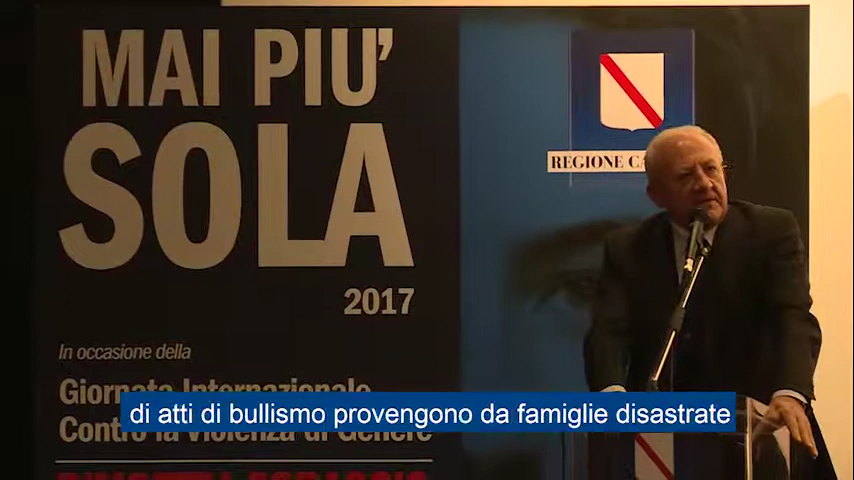 MAI PIU'
SOLA
2017
REGIONE
In occasione della
Giornata Internazionale
Contro la Violenza di Genere
di atti di bullismo provengono da famiglie disastrate